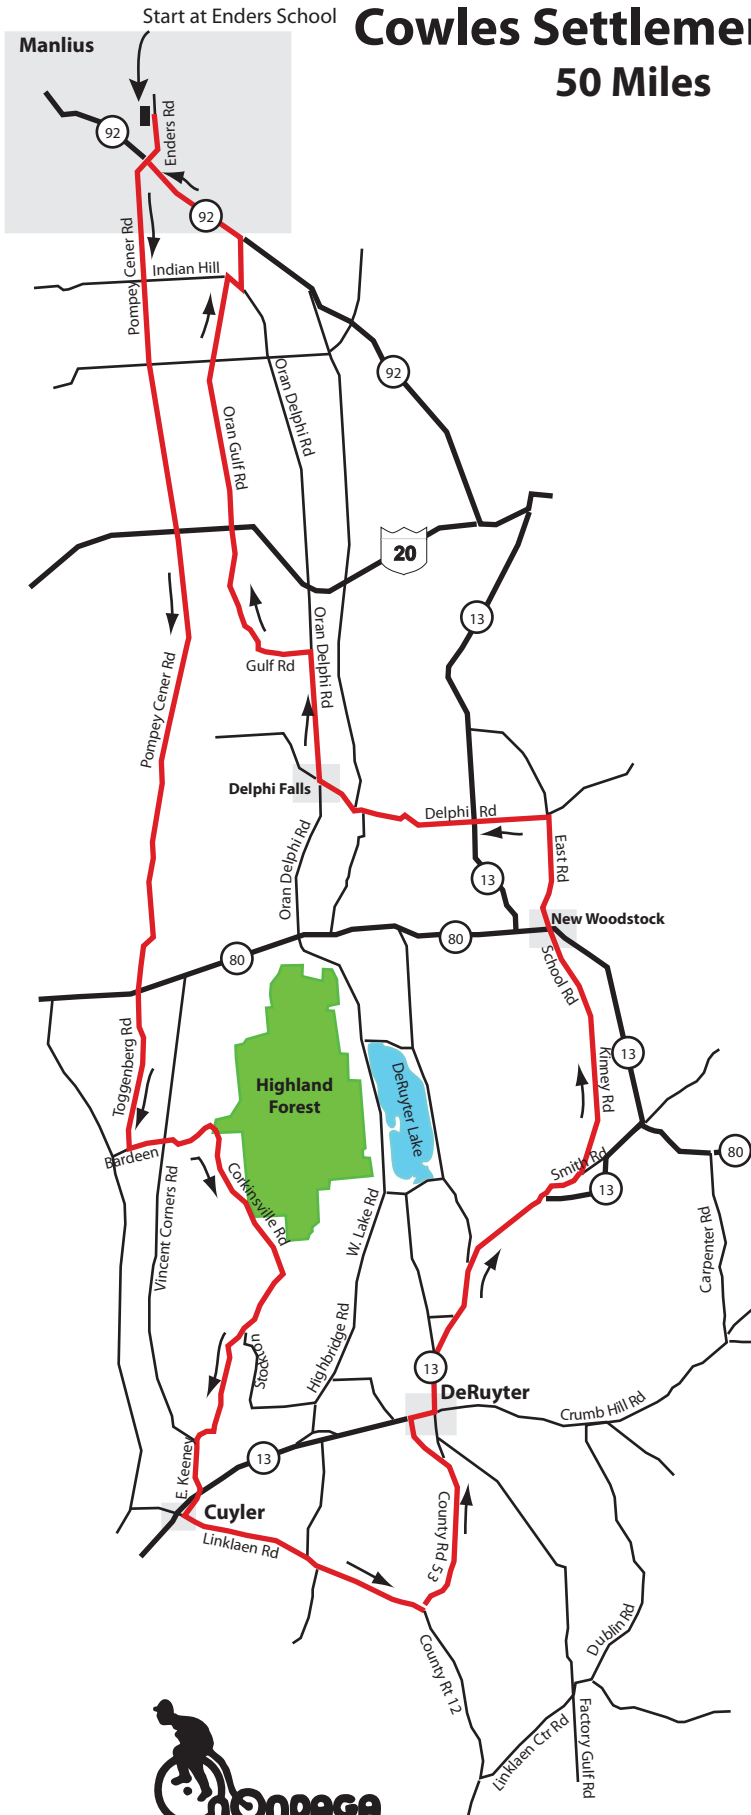 Start at Enders School
Cowles Settleme
50 Miles
Manlius
92
Enders Rd
92
Pompey Cener Rd
Indian Hill
92
Oran Delphi Rd
Oran Gulf Rd
20
13
Oran Delphi Rd
Gulf Rd
Pompey Cener Rd
Delphi Falls
Delphi Rd
East Rd
Oran Delphi Rd
13
New Woodstock
80
80
School Rd
13
Kinney Rd
Toggenberg Rd
Highland
Forest
DeRuyter Lake
Bardeen
80
Smith Rd
13
Vincent Corners Rd
Corkinsville Rd
W. Lake Rd
Carpenter Rd
Stockton
Highbridge Rd
13
DeRuyter
Crumb Hill Rd
E. Keeney
13
County Rd 53
Cuyler
Linklaen Rd
Dublin Rd
County Rt 12
Linklaen Ctr Rd
Factory Gulf Rd
ONONDAGA